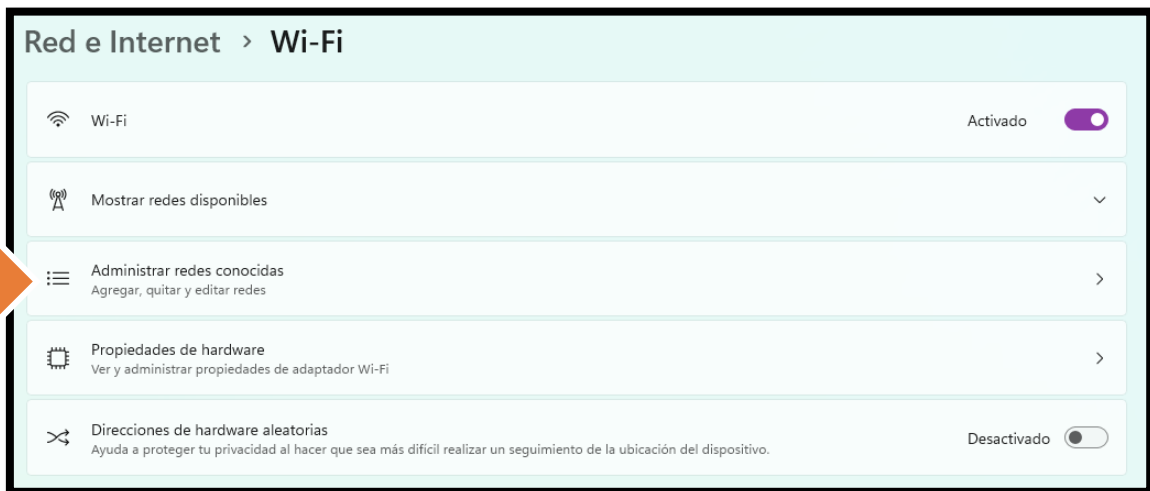 Red e Internet > Wi-Fi
Wi-Fi
Activado
Mostrar redes disponibles
Administrar redes conocidas
Agregar, quitar y editar redes
Propiedades de hardware
Ver y administrar propiedades de adaptador Wi-Fi
Direcciones de hardware aleatorias
Ayuda a proteger tu privacidad al hacer que sea más difícil realizar un seguimiento de la ubicación del dispositivo.
Desactivado